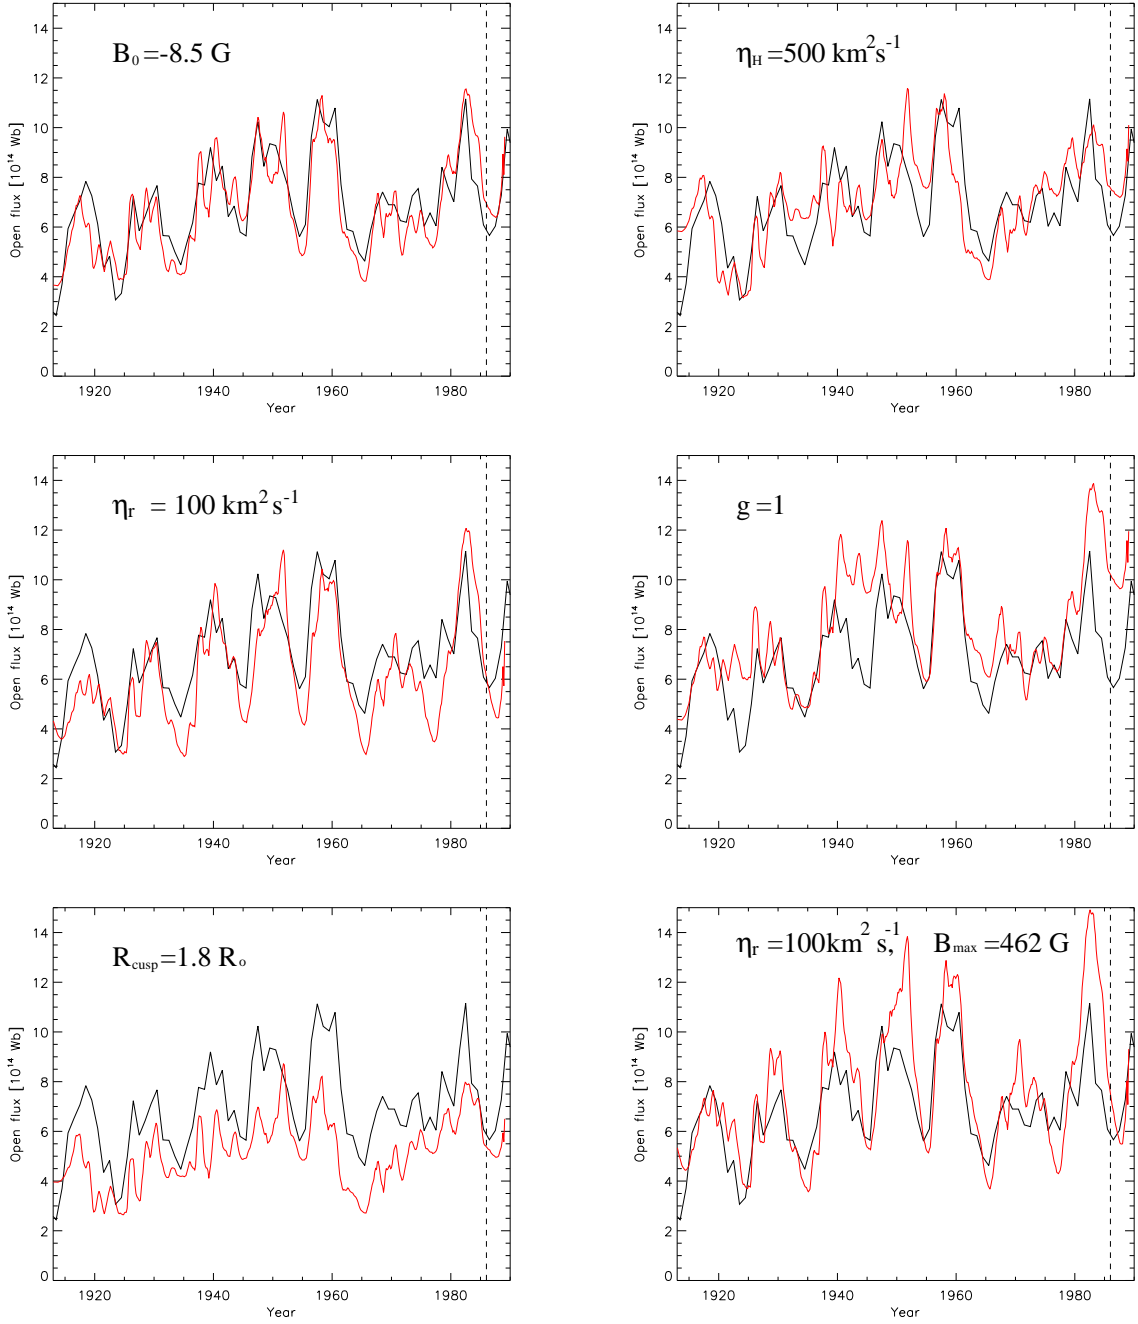 B₀ =-8.5 G
Open flux [10¹⁴ Wb]
14
12
10
8
6
4
2
0
1920 1940 1960 1980
Year
η_H =500 km²s⁻¹
Open flux [10¹⁴ Wb]
14
12
10
8
6
4
2
0
1920 1940 1960 1980
Year
η_r = 100 km² s⁻¹
Open flux [10¹⁴ Wb]
14
12
10
8
6
4
2
0
1920 1940 1960 1980
Year
g =1
Open flux [10¹⁴ Wb]
14
12
10
8
6
4
2
0
1920 1940 1960 1980
Year
R_cusp =1.8 R₀
Open flux [10¹⁴ Wb]
14
12
10
8
6
4
2
0
1920 1940 1960 1980
Year
η_r =100km² s⁻¹, B_max =462 G
Open flux [10¹⁴ Wb]
14
12
10
8
6
4
2
0
1920 1940 1960 1980
Year